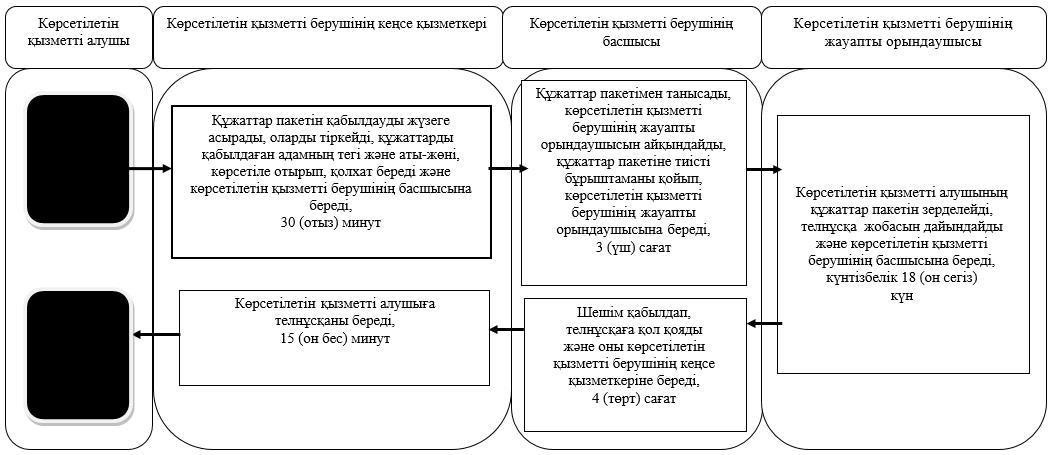 Көрсетілетін
қызметті алушы
Көрсетілетін қызметті берушінің кеңсе қызметкері
Көрсетілетін қызметті берушінің
басшысы
Көрсетілетін қызметті берушінің
жауапты орындаушысы
Құжаттар пакетін қабылдауды жүзеге
асырады, оларды тіркейді, құжаттарды
қабылдаған адамның тегі және аты-жөні,
көрсетіле отырып, қолхат береді және
көрсетілетін қызметті берушінің басшысына
береді,
30 (отыз) минут
Құжаттар пакетімен танысады,
көрсетілетін қызметті
берушінің жауапты
орындаушысын айқындайды,
құжаттар пакетіне тиісті
бұрыштаманы қойып,
көрсетілетін қызметті
берушінің жауапты
орындаушысына береді,
3 (үш) сағат
Көрсетілетін қызметті алушының
құжаттар пакетін зерделейді,
телнұсқа жобасын дайындайды
және көрсетілетін қызметті
берушінің басшысына береді,
күнтізбелік 18 (он сегіз)
күн
Шешім қабылдап,
телнұсқаға қол қояды
және оны көрсетілетін
қызметті берушінің кеңсе
қызметкеріне береді,
4 (төрт) сағат
Көрсетілетін қызметті алушыға
телнұсқаны береді,
15 (он бес) минут